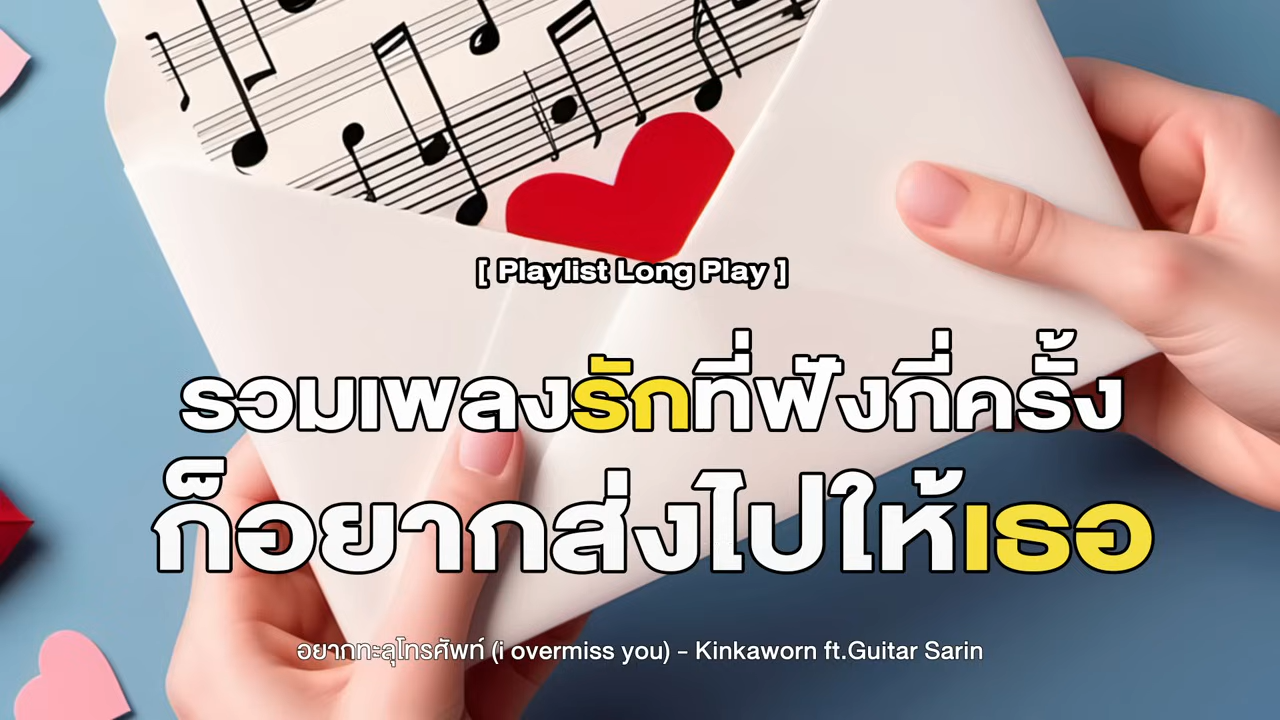 [ Playlist Long Play ]
รวมเพลงรักที่ฟังกี่ครั้ง
ก็อยากส่งไปให้เธอ
อยากทะลุโทรศัพท์ (i overmiss you) - Kinkaworn ft.Guitar Sarin